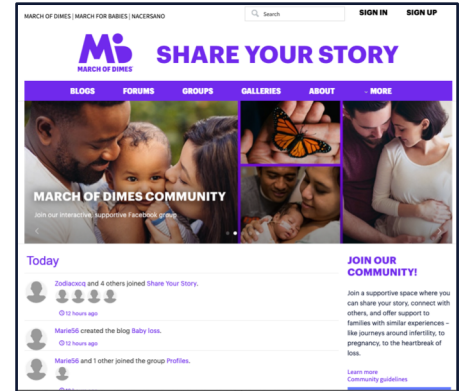 MARCH OF DIMES | MARCH FOR BABIES | NACERSANO
Search
SIGN IN SIGN UP
MARCH OF DIMES
SHARE YOUR STORY
BLOGS FORUMS GROUPS GALLERIES ABOUT - MORE
MARCH OF DIMES COMMUNITY
Join our interactive, supportive Facebook group
Today
Zodiacxcq and 4 others joined Share Your Story.
12 hours ago
Marie56 created the blog Baby loss.
12 hours ago
Marie56 and 1 other joined the group Profiles.
JOIN OUR
COMMUNITY!
Join a supportive space where you
can share your story, connect with
others, and offer support to
families with similar experiences –
like journeys around infertility, to
pregnancy, to the heartbreak of
loss.
Learn more
Community guidelines